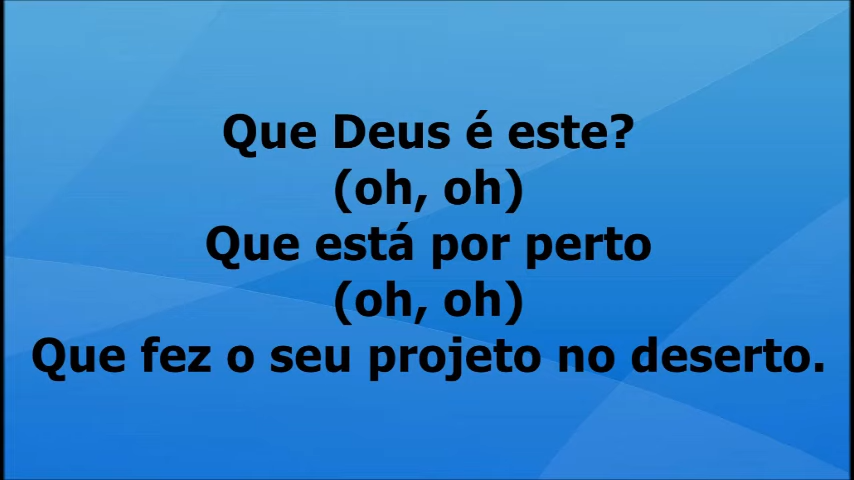 Que Deus é este?
(oh, oh)
Que está por perto
(oh, oh)
Que fez o seu projeto no deserto.